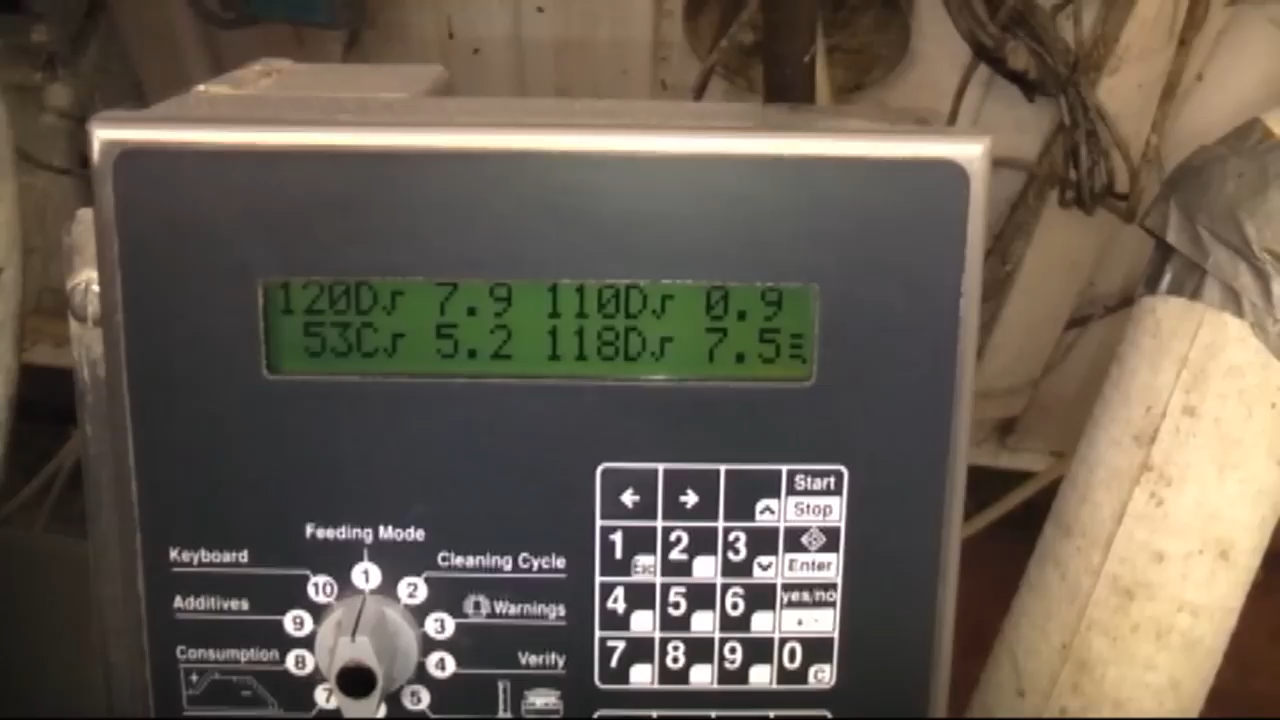 120D 7.9 110D 0.9
53C 5.2 118D 7.5
Feeding Mode
Keyboard
Cleaning Cycle
Additives
Warnings
Consumption
Verify
1
2
3
4
5
7
8
9
10
← → Start
Stop
1 Esc 2 3 Enter
4 5 6 yes/no
7 8 9 0 C